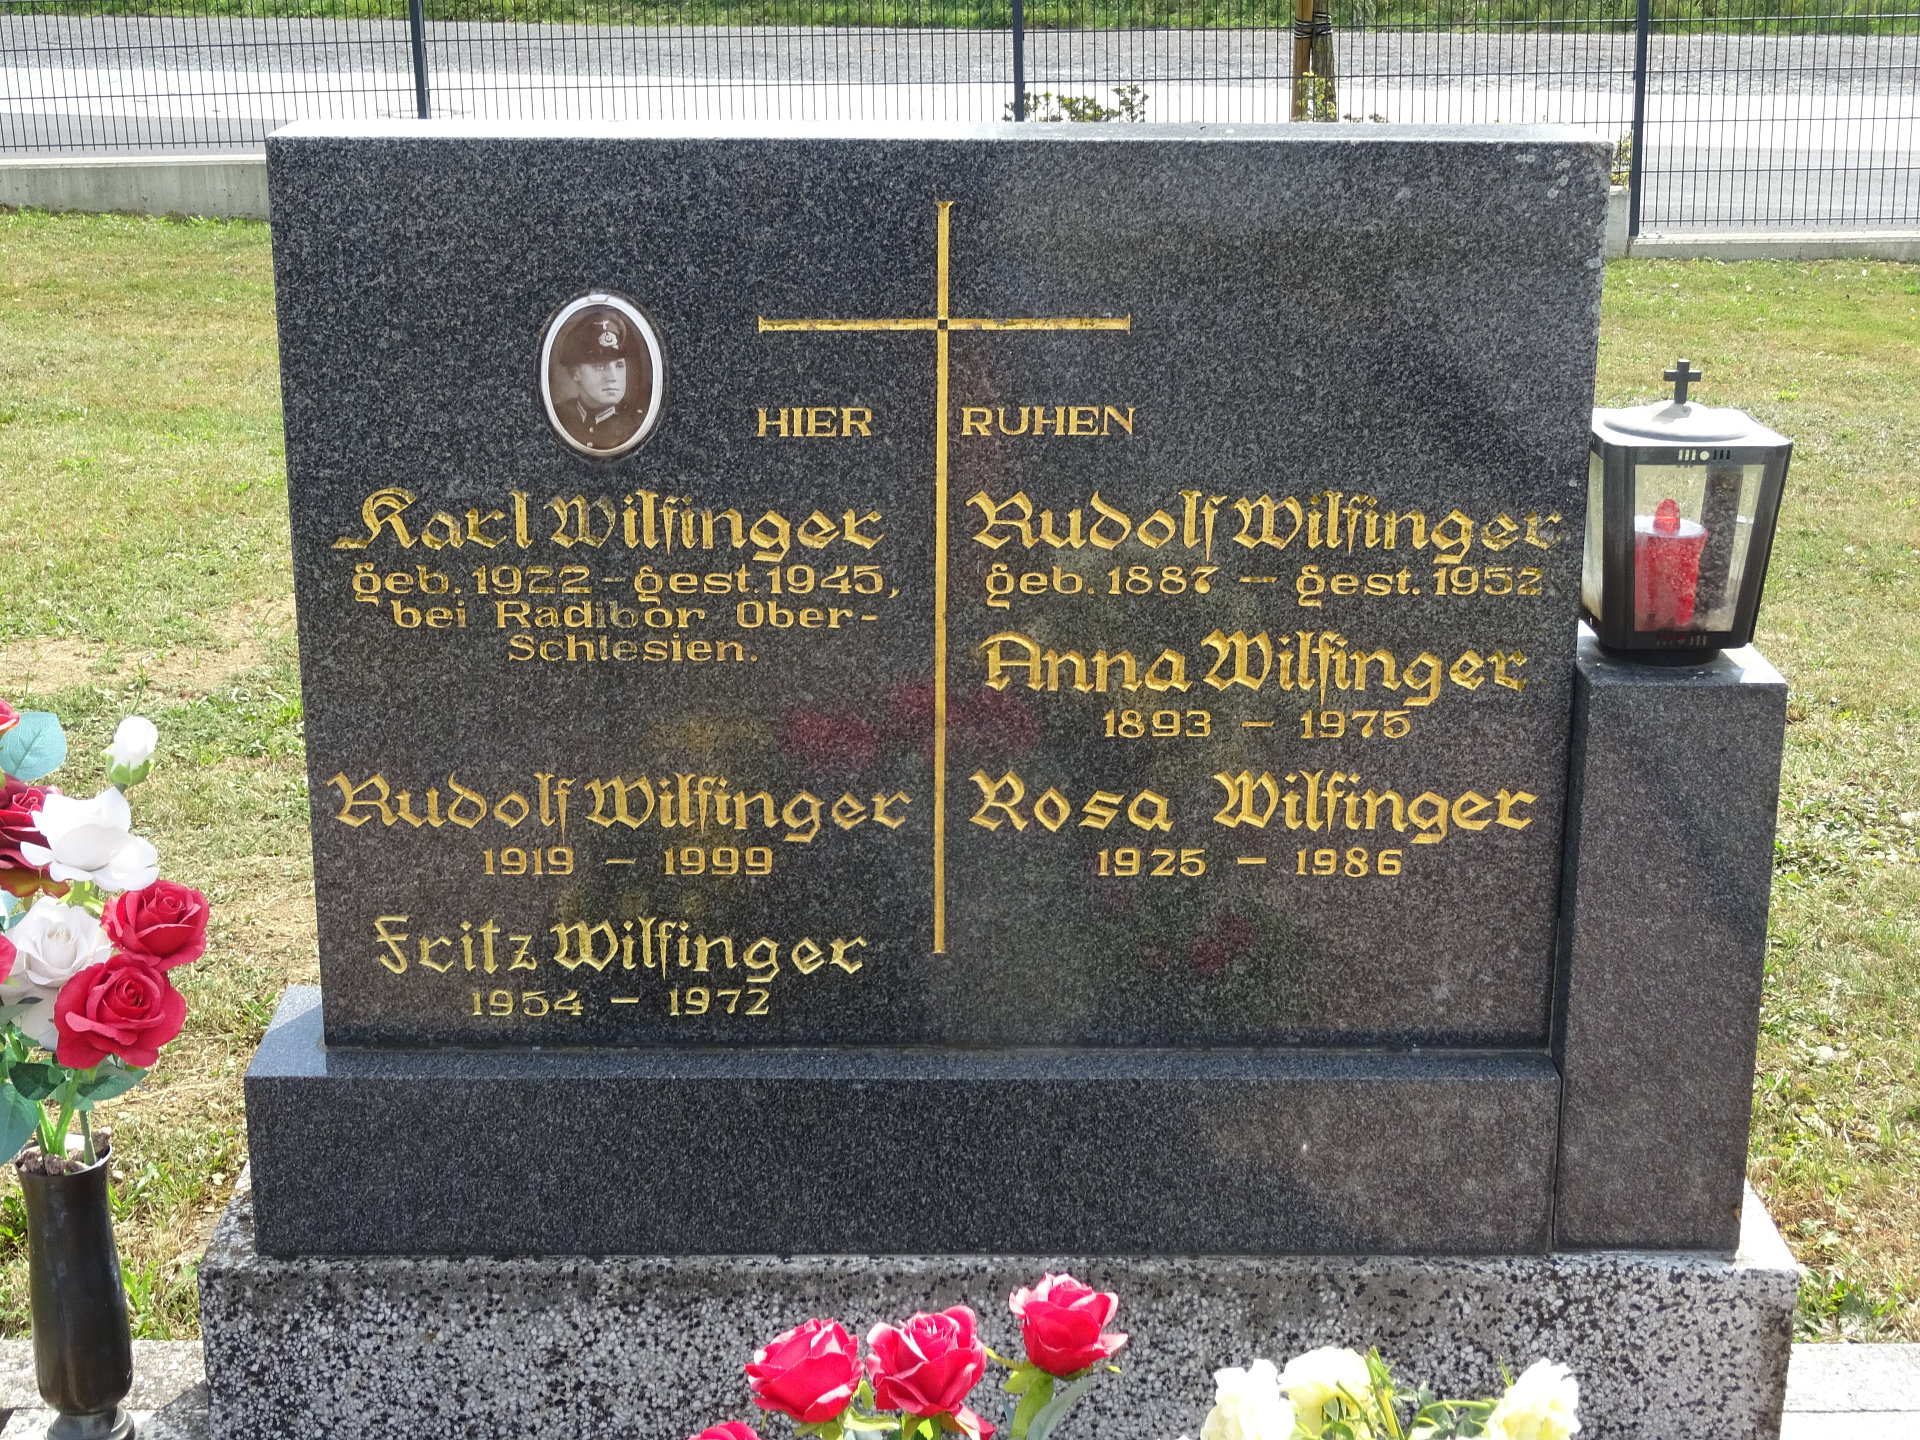 HIER RUHEN
Karl Wilfinger
geb. 1922 - gest. 1945,
bei Radibor Ober-
Schlesien.
Rudolf Wilfinger
1919 - 1999
Fritz Wilfinger
1954 - 1972
Rudolf Wilfinger
geb. 1887 - gest. 1952
Anna Wilfinger
1893 - 1975
Rosa Wilfinger
1925 - 1986